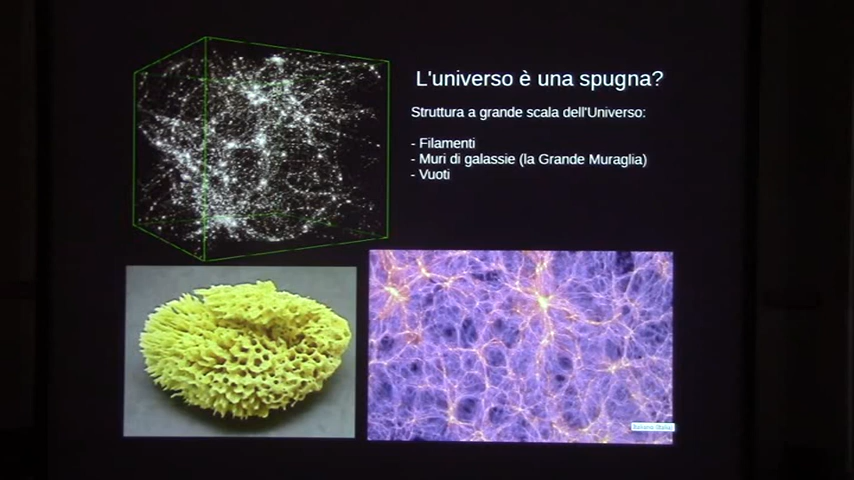 L'universo è una spugna?
Struttura a grande scala dell'Universo:
- Filamenti
- Muri di galassie (la Grande Muraglia)
- Vuoti